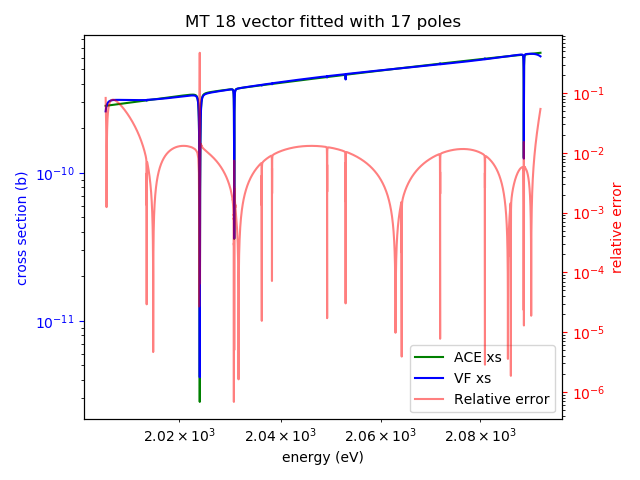 MT 18 vector fitted with 17 poles
cross section (b)
10⁻¹⁰
10⁻¹¹
10⁻¹
10⁻²
10⁻³
10⁻⁴
10⁻⁵
10⁻⁶
relative error
ACE xs
VF xs
Relative error
2.02 × 10³ 2.04 × 10³ 2.06 × 10³ 2.08 × 10³
energy (eV)